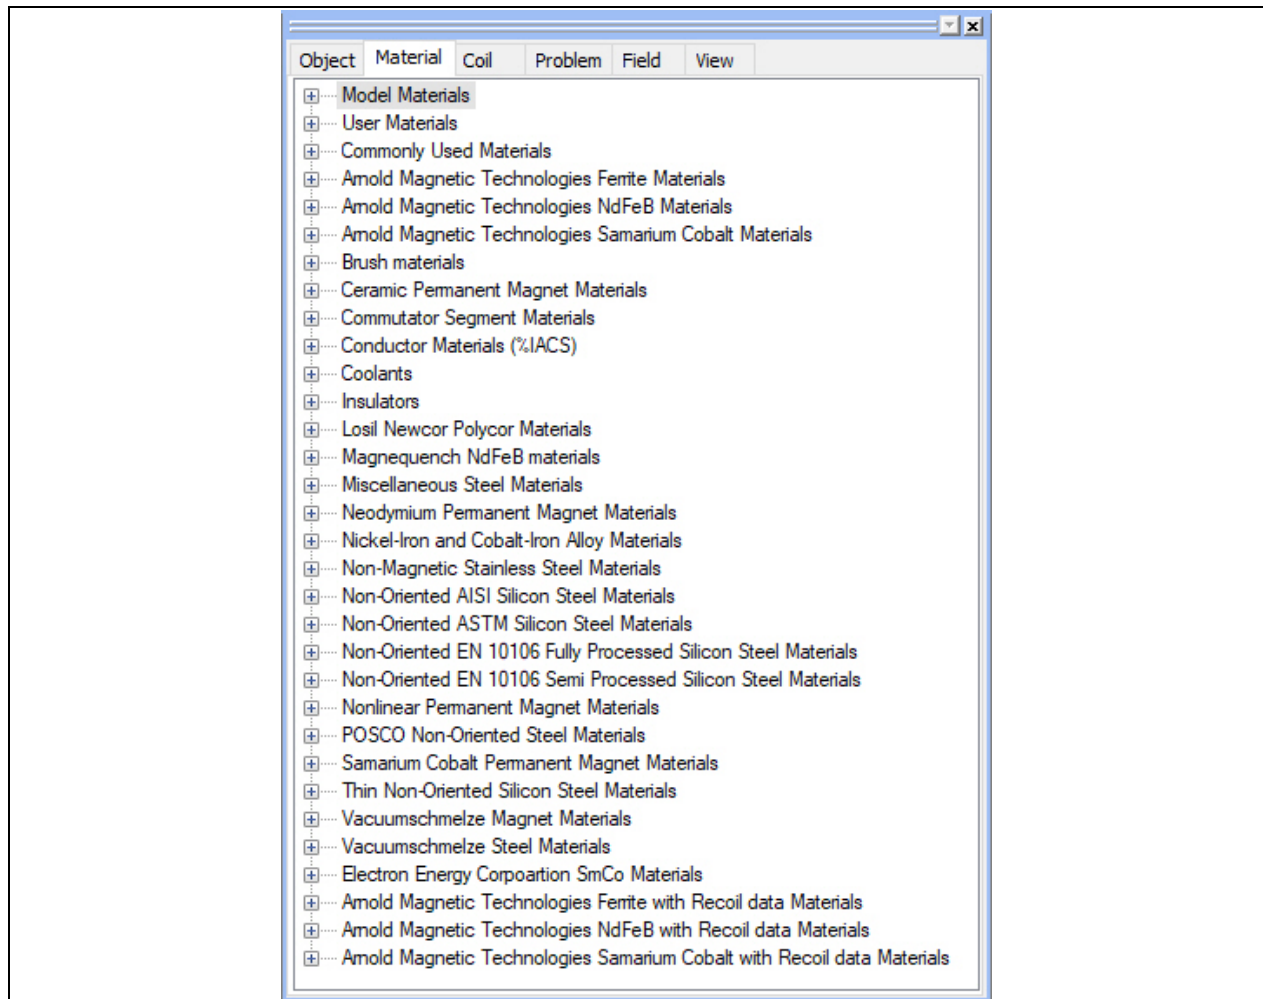 Object Material Coil Problem Field View
Model Materials
User Materials
Commonly Used Materials
Arnold Magnetic Technologies Ferrite Materials
Arnold Magnetic Technologies NdFeB Materials
Arnold Magnetic Technologies Samarium Cobalt Materials
Brush materials
Ceramic Permanent Magnet Materials
Commutator Segment Materials
Conductor Materials (%IACS)
Coolants
Insulators
Losil Newcor Polycor Materials
Magnequench NdFeB materials
Miscellaneous Steel Materials
Neodymium Permanent Magnet Materials
Nickel-Iron and Cobalt-Iron Alloy Materials
Non-Magnetic Stainless Steel Materials
Non-Oriented AISI Silicon Steel Materials
Non-Oriented ASTM Silicon Steel Materials
Non-Oriented EN 10106 Fully Processed Silicon Steel Materials
Non-Oriented EN 10106 Semi Processed Silicon Steel Materials
Nonlinear Permanent Magnet Materials
POSCO Non-Oriented Steel Materials
Samarium Cobalt Permanent Magnet Materials
Thin Non-Oriented Silicon Steel Materials
Vacuumschmelze Magnet Materials
Vacuumschmelze Steel Materials
Electron Energy Corpoartion SmCo Materials
Arnold Magnetic Technologies Ferrite with Recoil data Materials
Arnold Magnetic Technologies NdFeB with Recoil data Materials
Arnold Magnetic Technologies Samarium Cobalt with Recoil data Materials